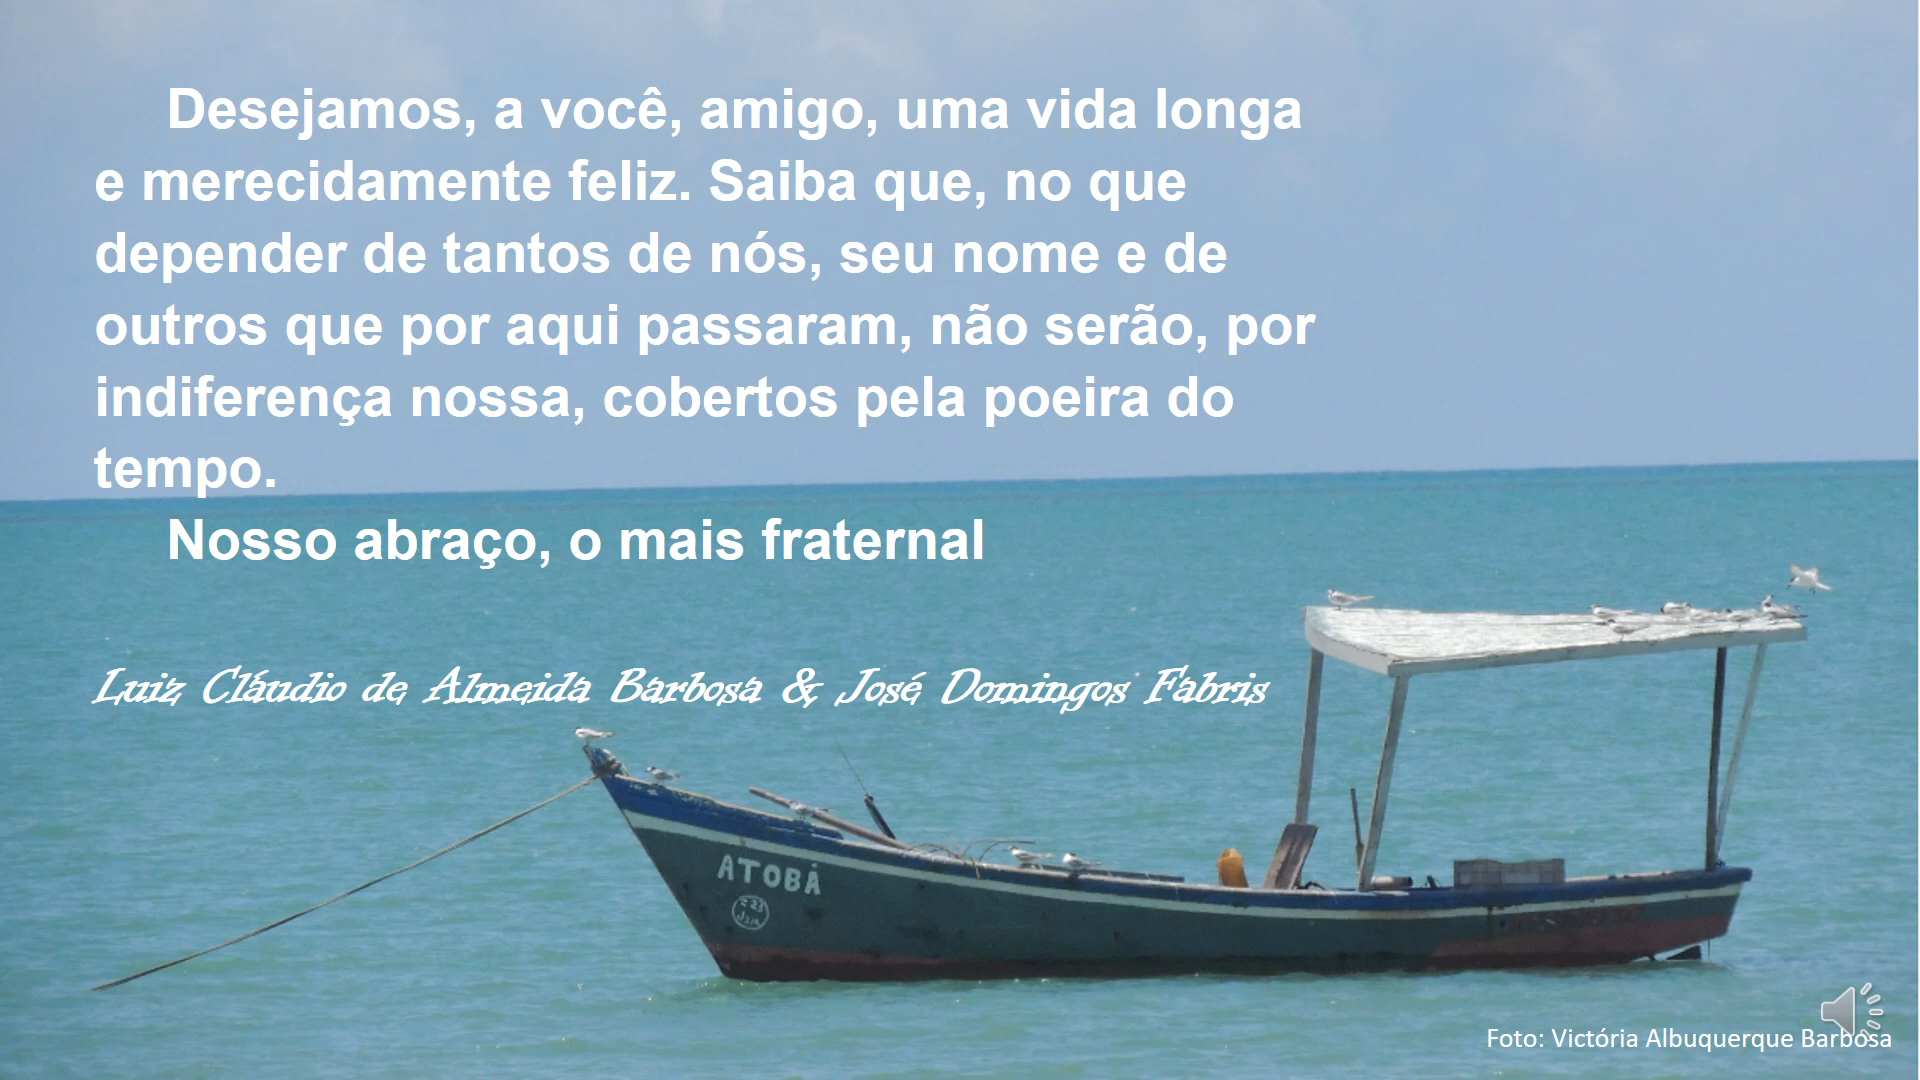 Desejamos, a você, amigo, uma vida longa
e merecidamente feliz. Saiba que, no que
depender de tantos de nós, seu nome e de
outros que por aqui passaram, não serão, por
indiferença nossa, cobertos pela poeira do
tempo.
Nosso abraço, o mais fraternal
Luiz Cláudio de Almeida Barbosa & José Domingos Fabris
ATOBÁ
Foto: Victória Albuquerque Barbosa